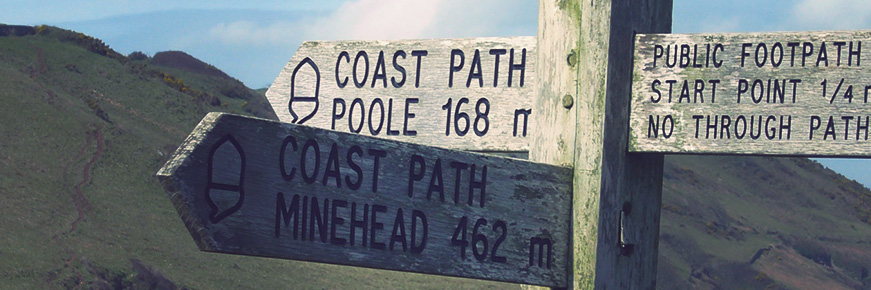 COAST PATH
POOLE 168 m
COAST PATH
MINEHEAD 462 m
PUBLIC FOOTPATH
START POINT 1/4 m
NO THROUGH PATH